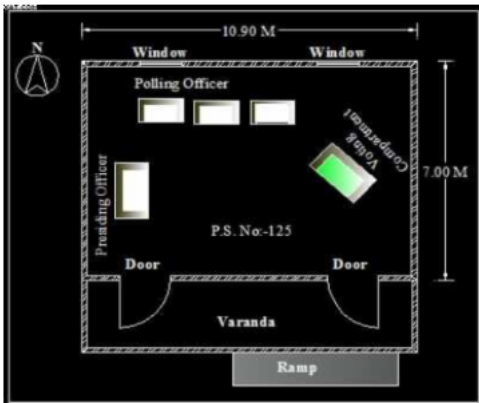 10.90 M
N
Window
Window
Polling Officer
Voting
Compartment
7.00 M
Presiding Officer
P.S. No:-125
Door
Door
Varanda
Ramp